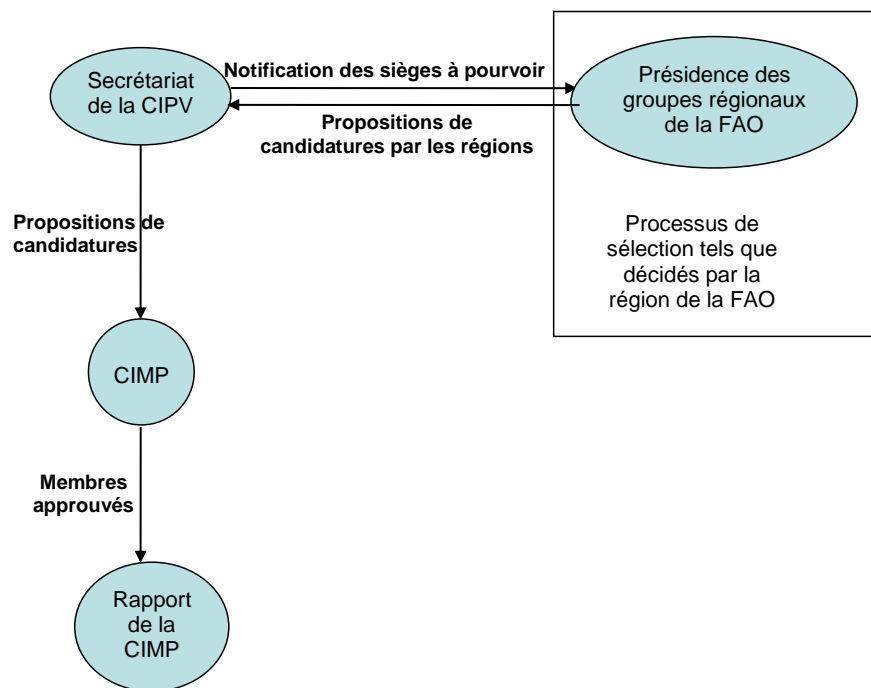 Secrétariat
de la CIPV
Notification des sièges à pourvoir
Présidence des
groupes régionaux
de la FAO
Propositions de
candidatures par les régions
Processus de
sélection tels que
décidés par la
région de la FAO
Propositions de
candidatures
CIMP
Membres
approuvés
Rapport
de la
CIMP